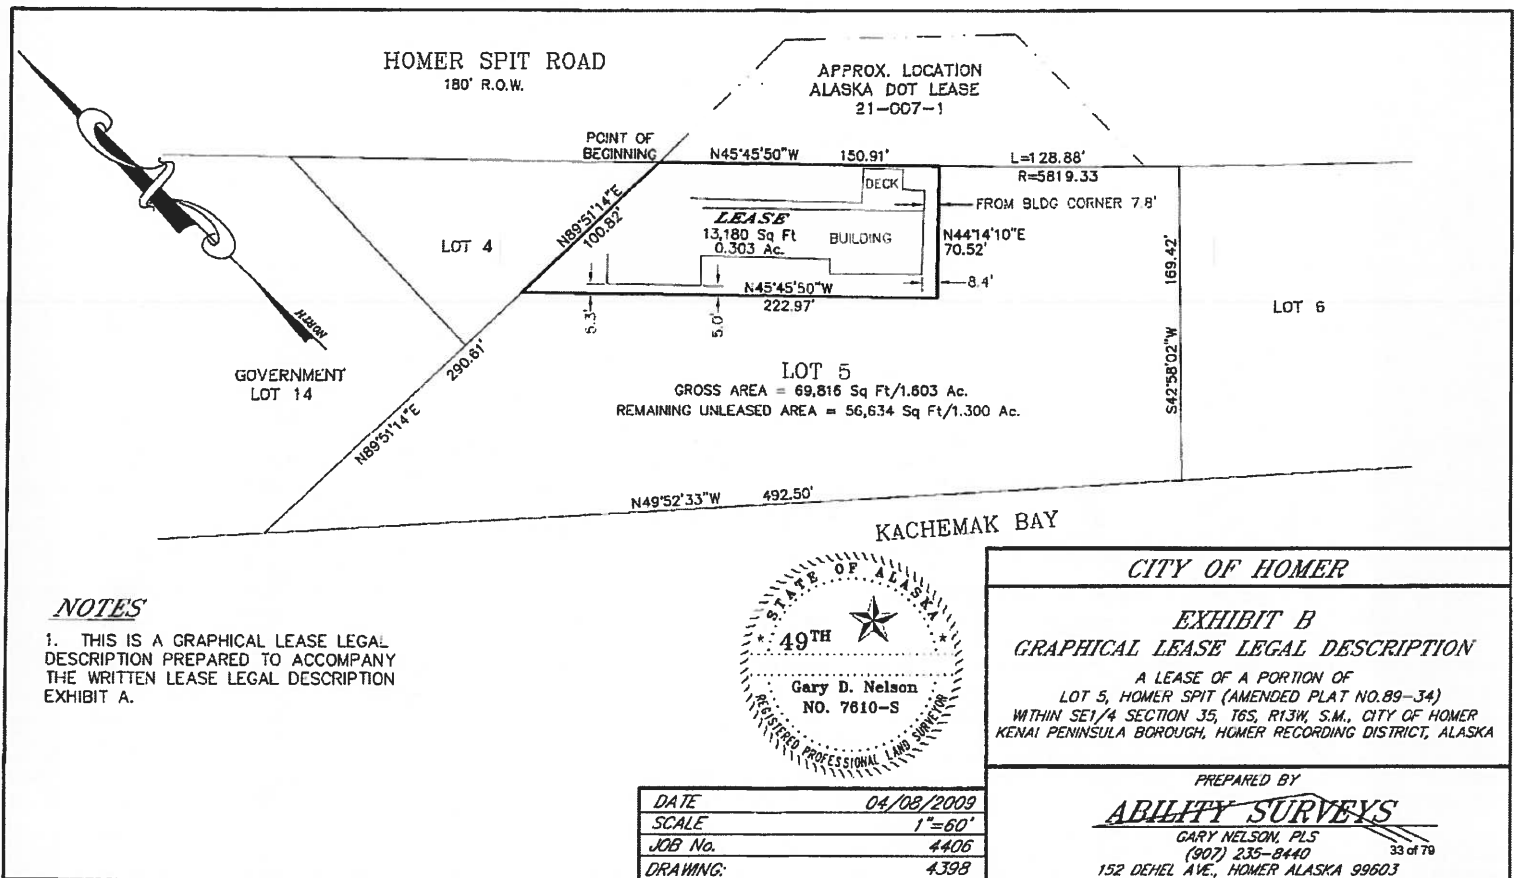 HOMER SPIT ROAD
180' R.O.W.
APPROX. LOCATION
ALASKA DOT LEASE
21-007-1
POINT OF
BEGINNING
N45°45'50"W 150.91'
L=128.88'
R=5819.33
DECK
FROM BLDG CORNER 7.8'
N89°51'14"E
100.82'
LEASE
13,180 Sq Ft
0.303 Ac.
BUILDING
N44°14'10"E
70.52'
LOT 4
169.42'
S42°58'02"W
8.4'
N45°45'50"W
222.97'
5.0'
LOT 6
NORTH
GOVERNMENT
LOT 14
290.61'
N89°51'14"E
LOT 5
GROSS AREA = 69,816 Sq Ft/1.603 Ac.
REMAINING UNLEASED AREA = 56,634 Sq Ft/1.300 Ac.
N49°52'33"W 492.50'
KACHEMAK BAY
NOTES
1. THIS IS A GRAPHICAL LEASE LEGAL
DESCRIPTION PREPARED TO ACCOMPANY
THE WRITTEN LEASE LEGAL DESCRIPTION
EXHIBIT A.
* STATE OF ALASKA *
49TH
Gary D. Nelson
NO. 7610-S
REGISTERED PROFESSIONAL LAND SURVEYOR
CITY OF HOMER
EXHIBIT B
GRAPHICAL LEASE LEGAL DESCRIPTION
A LEASE OF A PORTION OF
LOT 5, HOMER SPIT (AMENDED PLAT NO.89-34)
WITHIN SE1/4 SECTION 35, T6S, R13W, S.M., CITY OF HOMER
KENAI PENINSULA BOROUGH, HOMER RECORDING DISTRICT, ALASKA
DATE 04/08/2009
SCALE 1"=60'
JOB No. 4406
DRAWING: 4398
PREPARED BY
ABILITY SURVEYS
GARY NELSON, PLS
(907) 235-8440
33 of 79
152 DEHEL AVE., HOMER ALASKA 99603